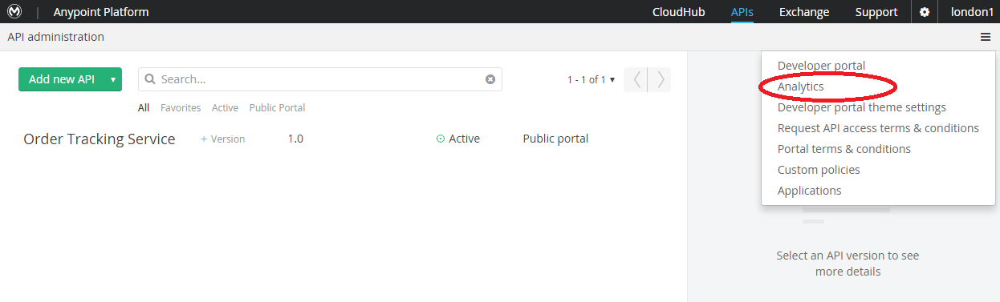 Anypoint Platform CloudHub APIs Exchange Support london1
API administration
Add new API Search... 1 - 1 of 1
All Favorites Active Public Portal
Order Tracking Service + Version 1.0 Active Public portal
Developer portal
Analytics
Developer portal theme settings
Request API access terms & conditions
Portal terms & conditions
Custom policies
Applications
Select an API version to see
more details